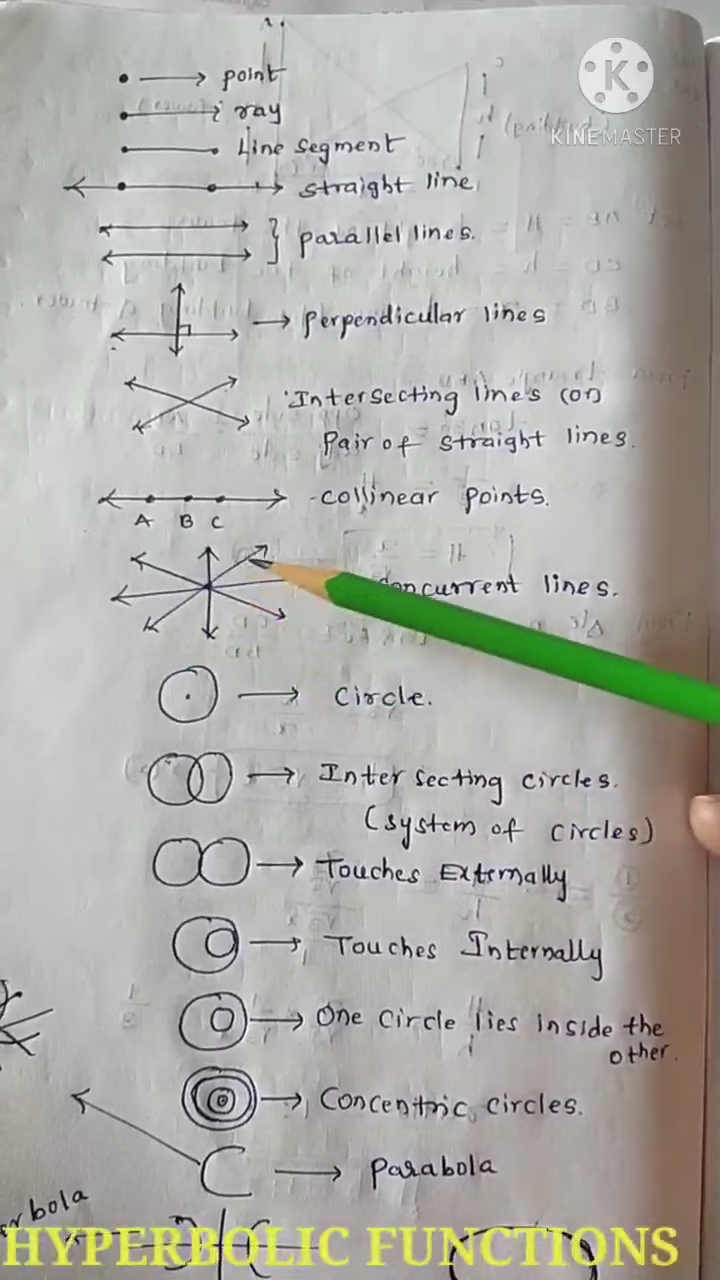 KINEMASTER
point
ray
Line segment
straight line
parallel lines.
perpendicular lines
Intersecting lines (or)
Pair of straight lines.
collinear points.
A B C
concurrent lines.
circle.
Intersecting circles.
(system of circles)
Touches Externally
Touches Internally
One circle lies inside the
other.
Concentric circles.
parabola
HYPERBOLIC FUNCTIONS